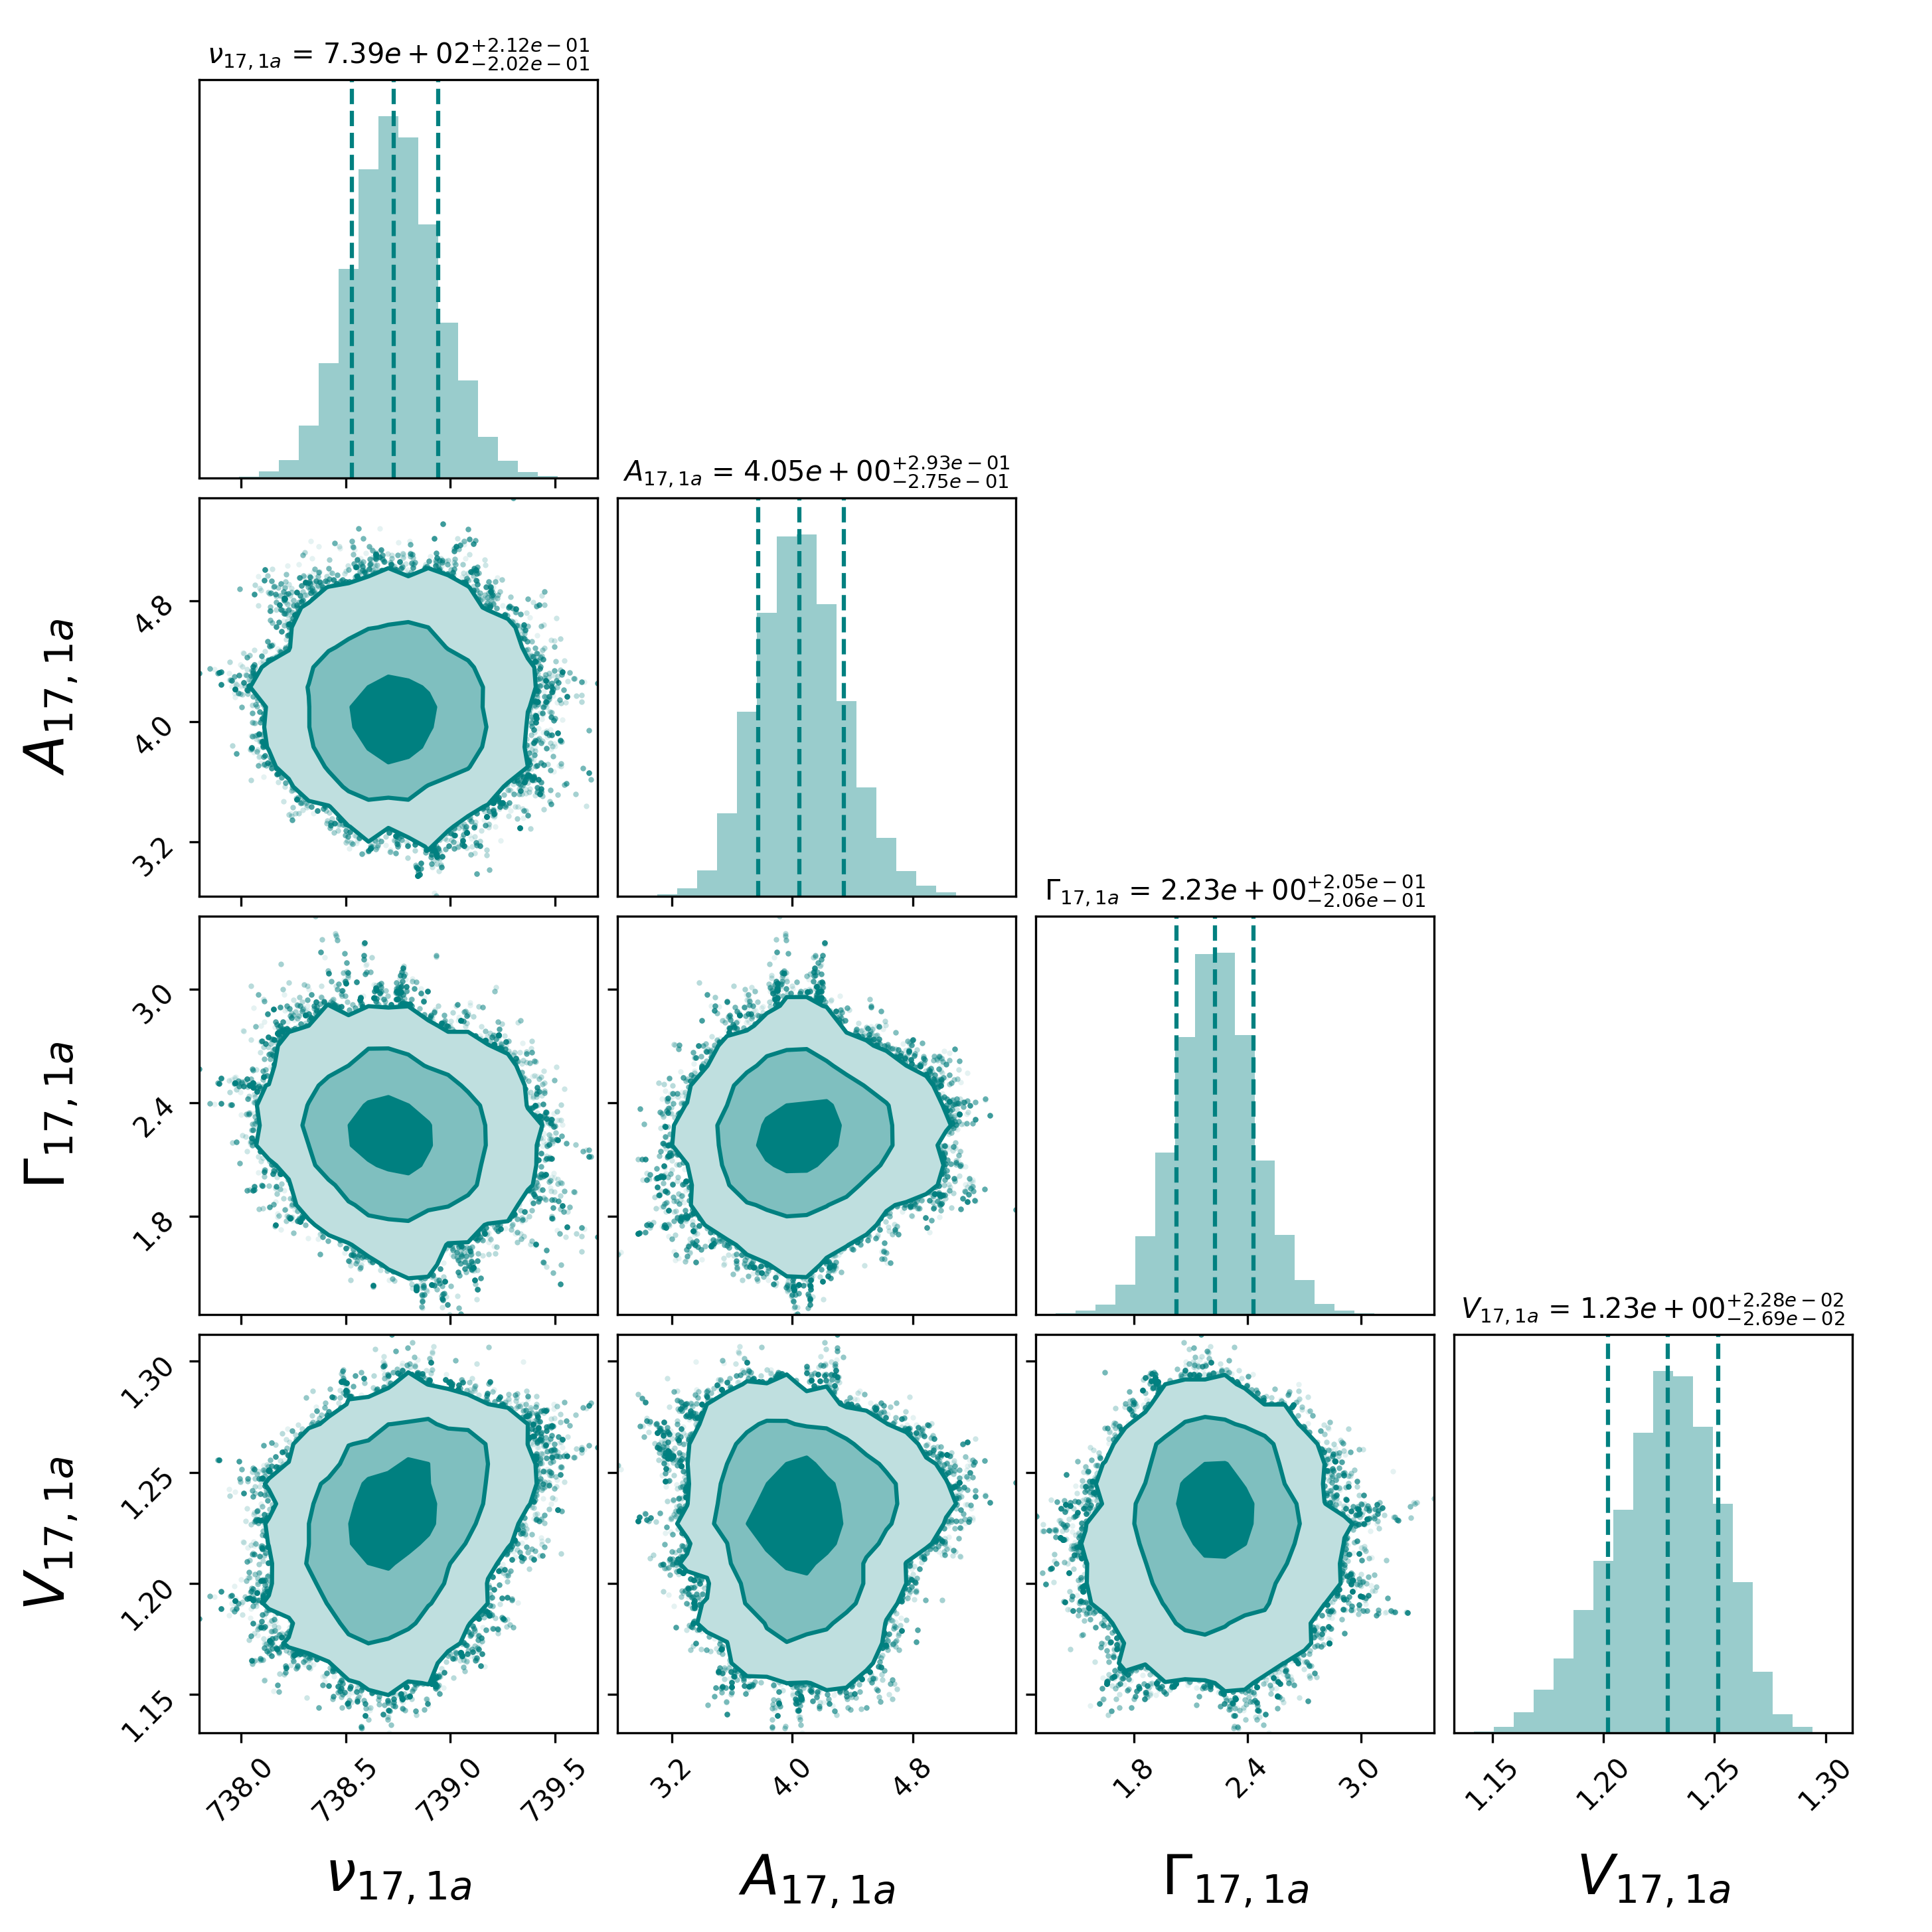 ν17,1a = 7.39e + 02 +2.12e − 01 −2.02e − 01
A17,1a = 4.05e + 00 +2.93e − 01 −2.75e − 01
4.8
4.0
3.2
A17,1a
Γ17,1a = 2.23e + 00 +2.05e − 01 −2.06e − 01
3.0
2.4
1.8
Γ17,1a
V17,1a = 1.23e + 00 +2.28e − 02 −2.69e − 02
1.30
1.25
1.20
1.15
V17,1a
738.0 738.5 739.0 739.5 3.2 4.0 4.8 1.8 2.4 3.0 1.15 1.20 1.25 1.30
ν17,1a A17,1a Γ17,1a V17,1a